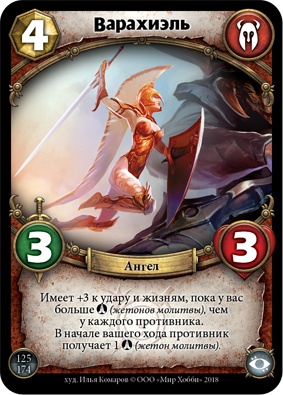 4
Варахиэль
3
3
Ангел
Имеет +3 к удару и жизням, пока у вас
больше (жетонов молитвы), чем
у каждого противника.
В начале вашего хода противник
получает 1 (жетон молитвы).
125
174
худ. Илья Комаров © ООО «Мир Хобби» 2018